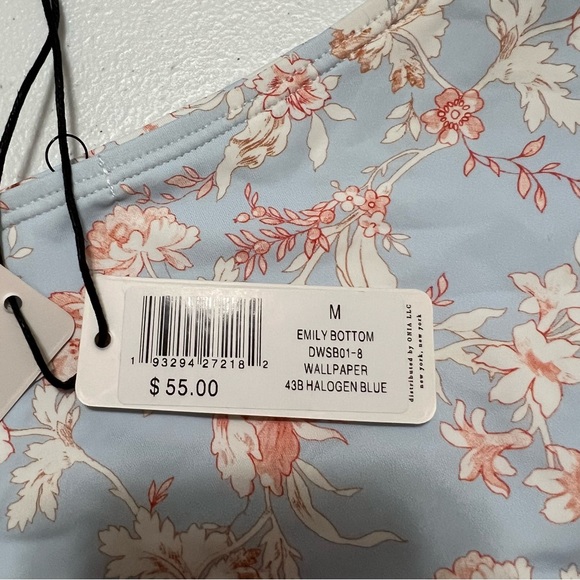 M
EMILY BOTTOM
DWSB01-8
WALLPAPER
43B HALOGEN BLUE
1 93294 27218 2
$ 55.00
distributed by ONIA LLC
new york, new york